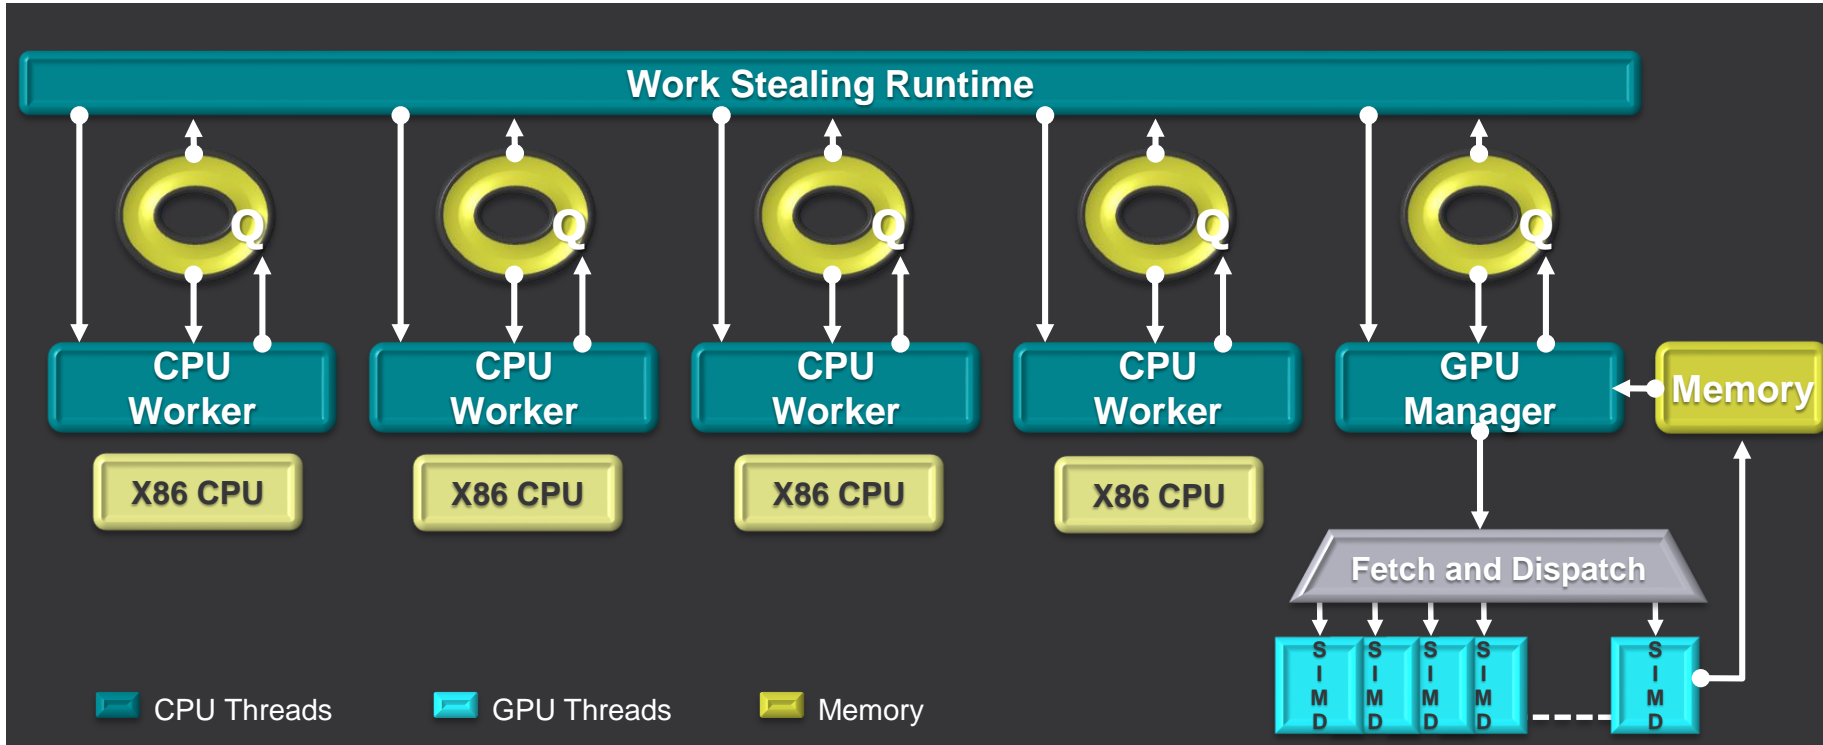 Work Stealing Runtime
Q
Q
Q
Q
Q
CPU
Worker
CPU
Worker
CPU
Worker
CPU
Worker
GPU
Manager
Memory
X86 CPU
X86 CPU
X86 CPU
X86 CPU
Fetch and Dispatch
SIMD
SIMD
SIMD
SIMD
SIMD
CPU Threads
GPU Threads
Memory